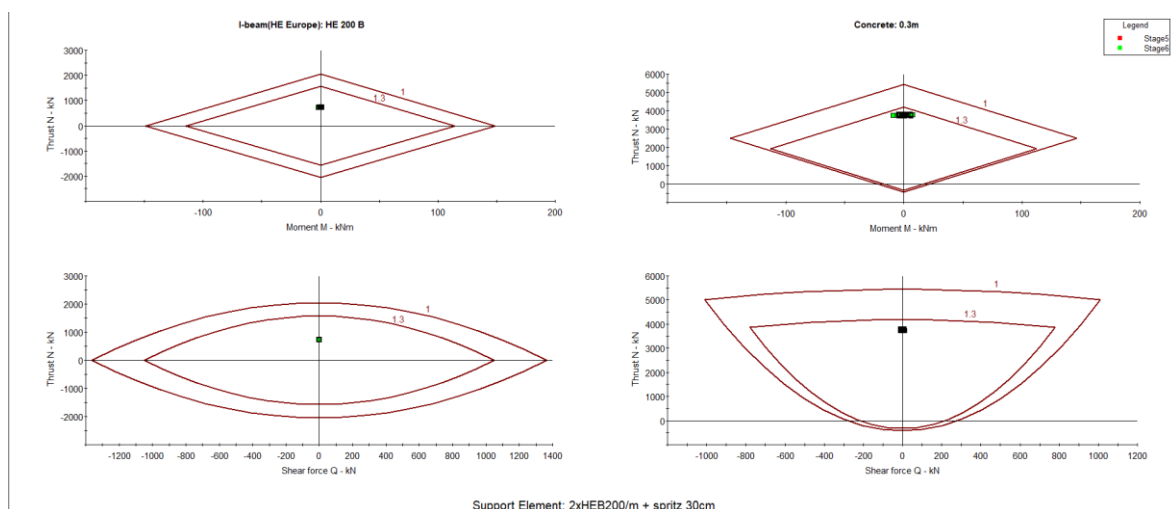 I-beam(HE Europe): HE 200 B
3000
2000
1000
0
-1000
-2000
Thrust N - kN
1
1.3
-100
0
100
200
Moment M - kNm
Concrete: 0.3m
Legend
Stage5
Stage6
6000
5000
4000
3000
2000
1000
0
Thrust N - kN
1
1.3
-100
0
100
200
Moment M - kNm
3000
2000
1000
0
-1000
-2000
Thrust N - kN
1
1.3
-1200 -1000 -800 -600 -400 -200 0 200 400 600 800 1000 1200 1400
Shear force Q - kN
6000
5000
4000
3000
2000
1000
0
Thrust N - kN
1
1.3
-1000 -800 -600 -400 -200 0 200 400 600 800 1000 1200
Shear force Q - kN
Support Element: 2xHEB200/m + spritz 30cm